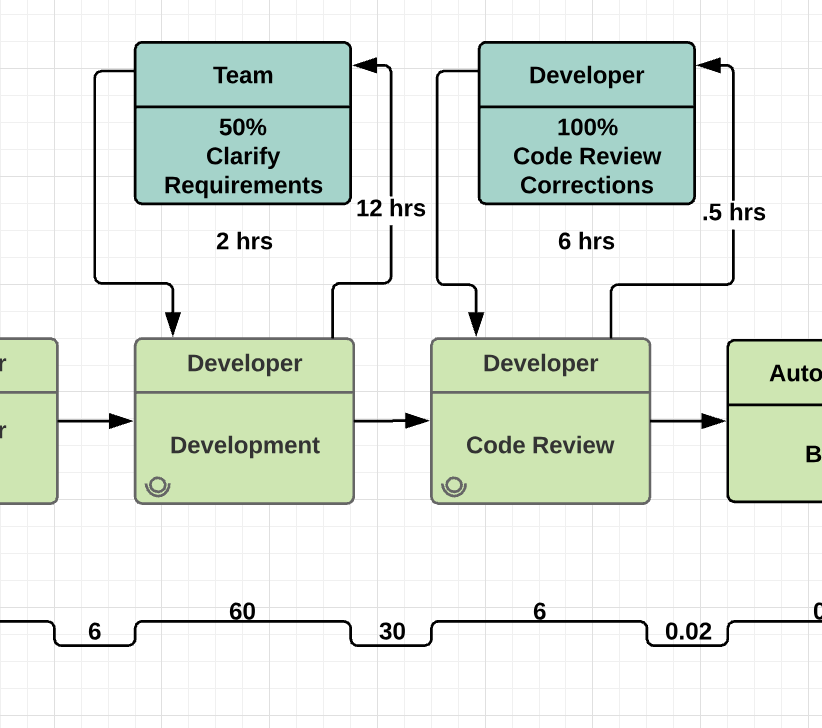 Team
50%
Clarify
Requirements
12 hrs
2 hrs
Developer
100%
Code Review
Corrections
.5 hrs
6 hrs
r
r
Developer
Development
Developer
Code Review
Auto
B
6
60
30
6
0.02
0